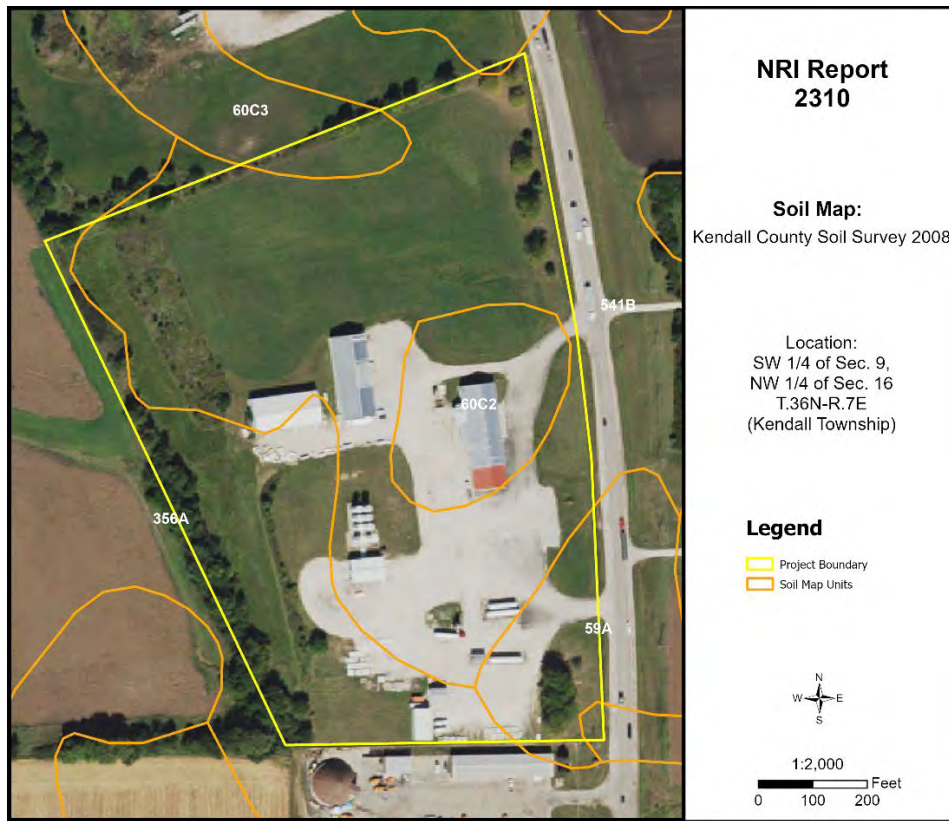 NRI Report
2310
Soil Map:
Kendall County Soil Survey 2008
Location:
SW 1/4 of Sec. 9,
NW 1/4 of Sec. 16
T.36N-R.7E
(Kendall Township)
Legend
Project Boundary
Soil Map Units
N
W E
S
1:2,000
Feet
0 100 200
60C3
541B
60C2
356A
59A